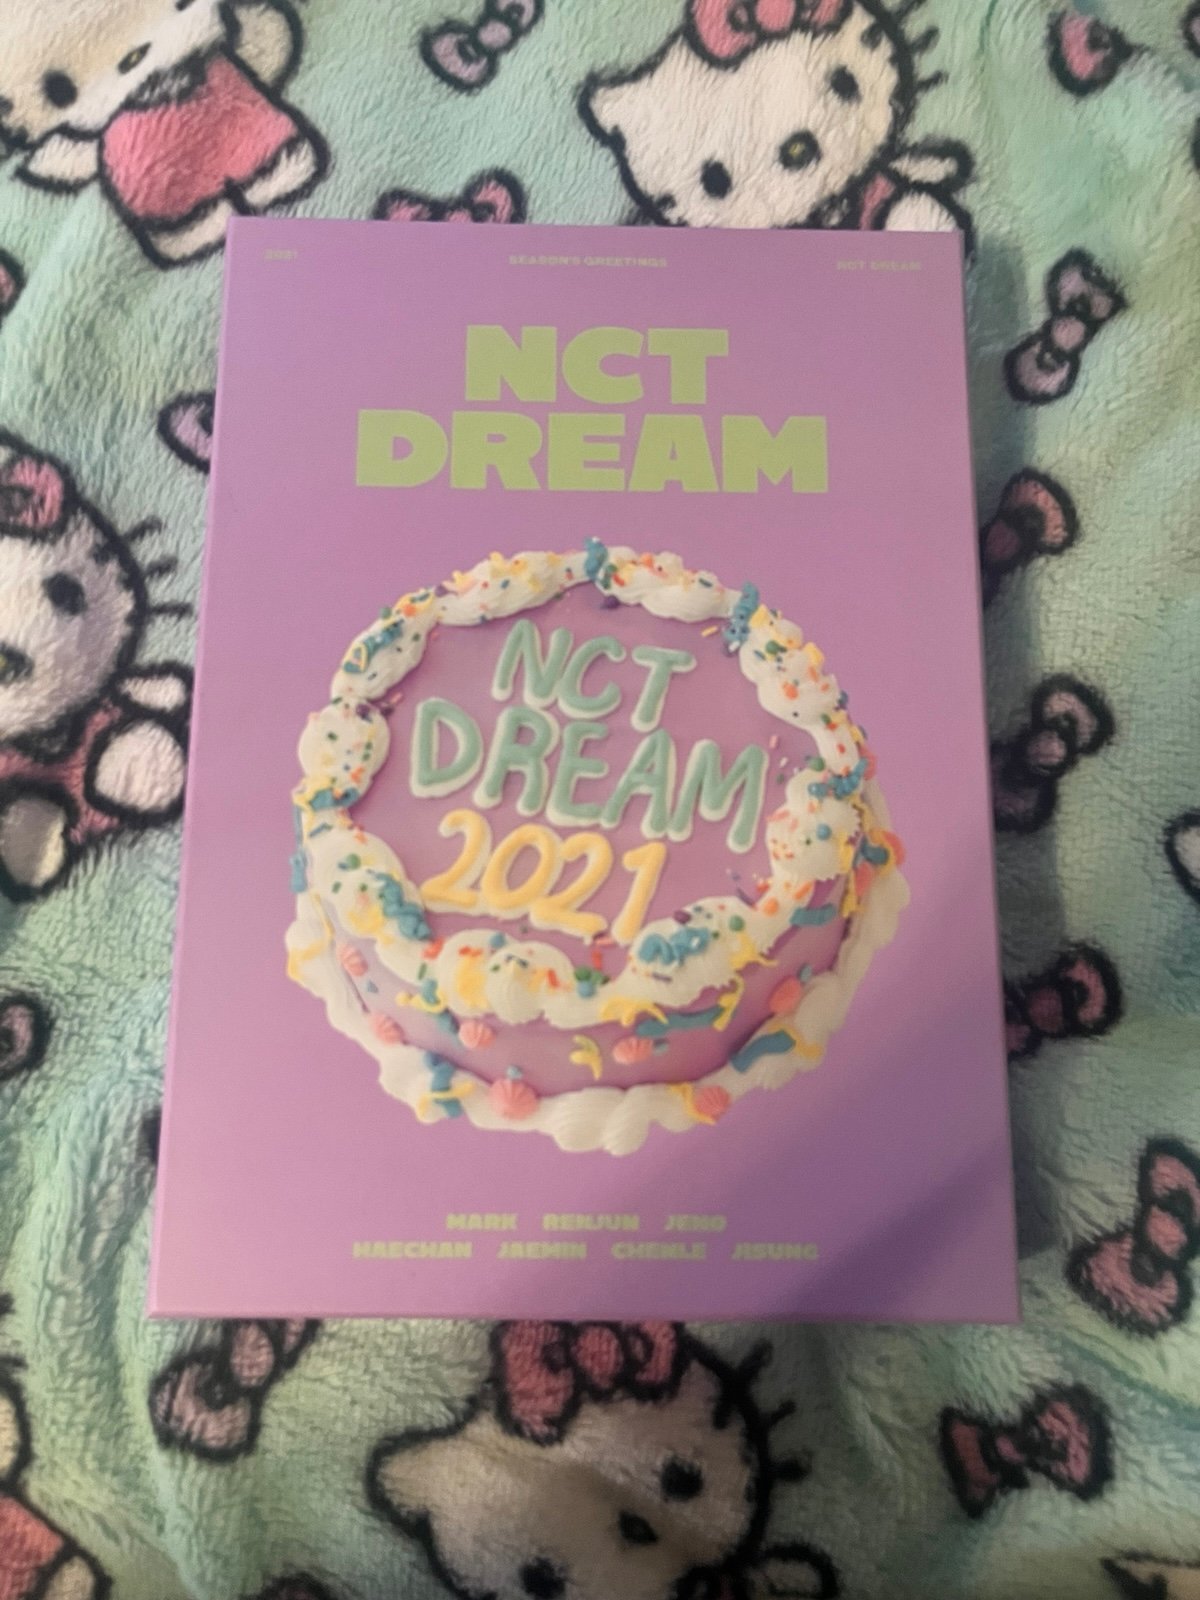 2021 SEASON'S GREETINGS NCT DREAM
NCT
DREAM
NCT
DREAM
2021
MARK RENJUN JENO
HAECHAN JAEMIN CHENLE JISUNG